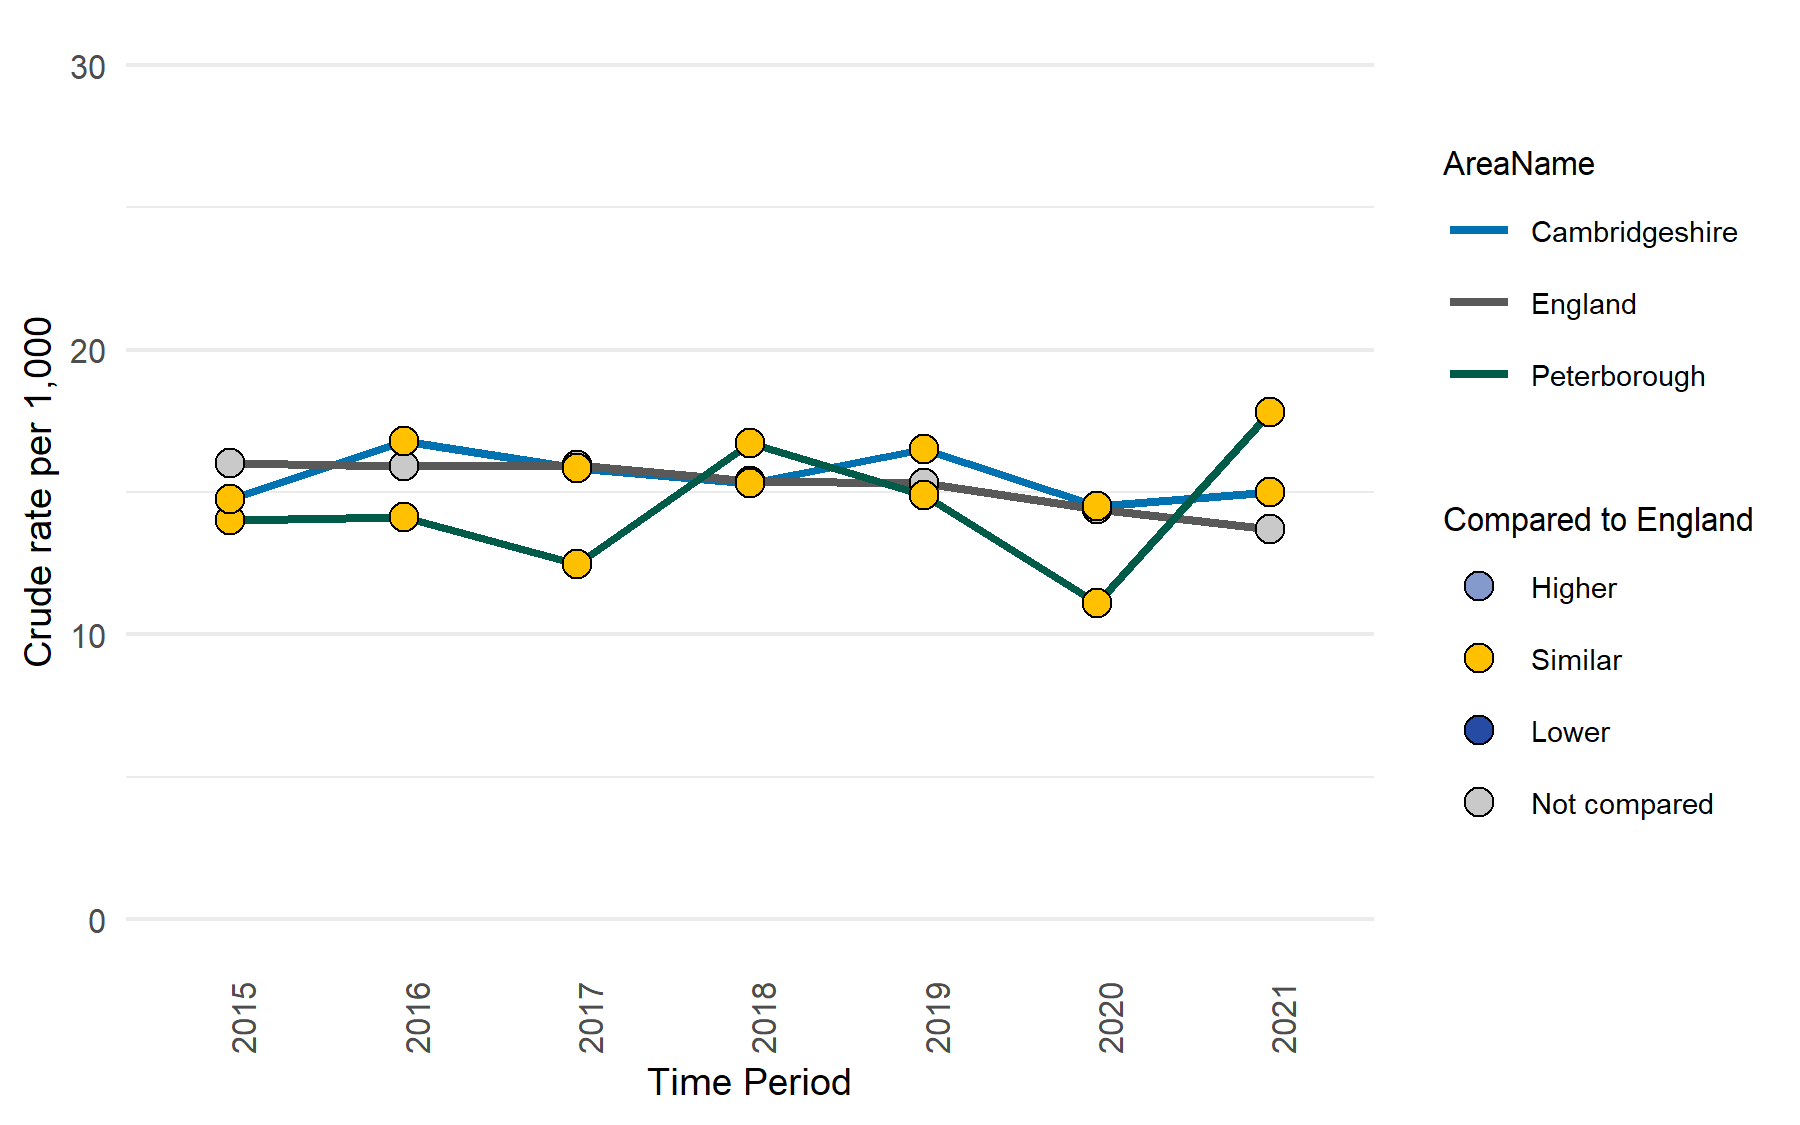 30
20
10
0
Crude rate per 1,000
2015
2016
2017
2018
2019
2020
2021
Time Period
AreaName
Cambridgeshire
England
Peterborough
Compared to England
Higher
Similar
Lower
Not compared